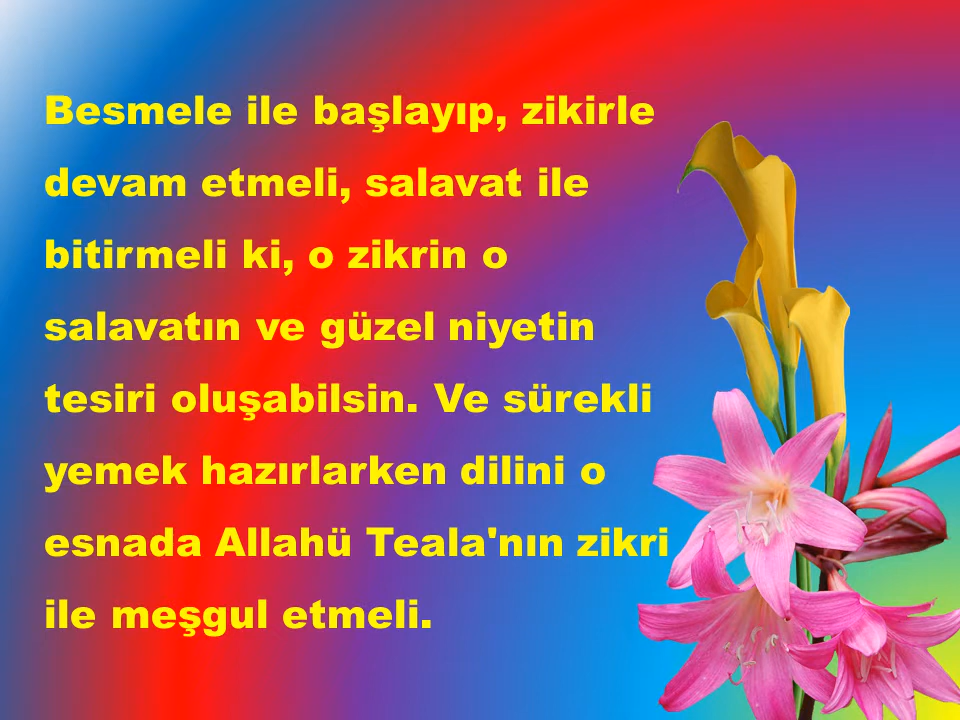 Besmele ile başlayıp, zikirle
devam etmeli, salavat ile
bitirmeli ki, o zikrin o
salavatın ve güzel niyetin
tesiri oluşabilsin. Ve sürekli
yemek hazırlarken dilini o
esnada Allahü Teala'nın zikri
ile meşgul etmeli.